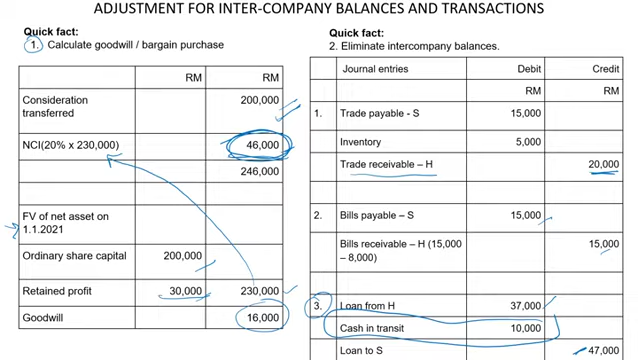 ADJUSTMENT FOR INTER-COMPANY BALANCES AND TRANSACTIONS
Quick fact:
1. Calculate goodwill / bargain purchase
RM RM
Consideration
transferred 200,000
NCI(20% x 230,000) 46,000
246,000
FV of net asset on
1.1.2021
Ordinary share capital 200,000
Retained profit 30,000 230,000
Goodwill 16,000
Quick fact:
2. Eliminate intercompany balances.
Journal entries Debit Credit
RM RM
1. Trade payable - S 15,000
Inventory 5,000
Trade receivable – H 20,000
2. Bills payable – S 15,000
Bills receivable – H (15,000
– 8,000) 15,000
3. Loan from H 37,000
Cash in transit 10,000
Loan to S 47,000